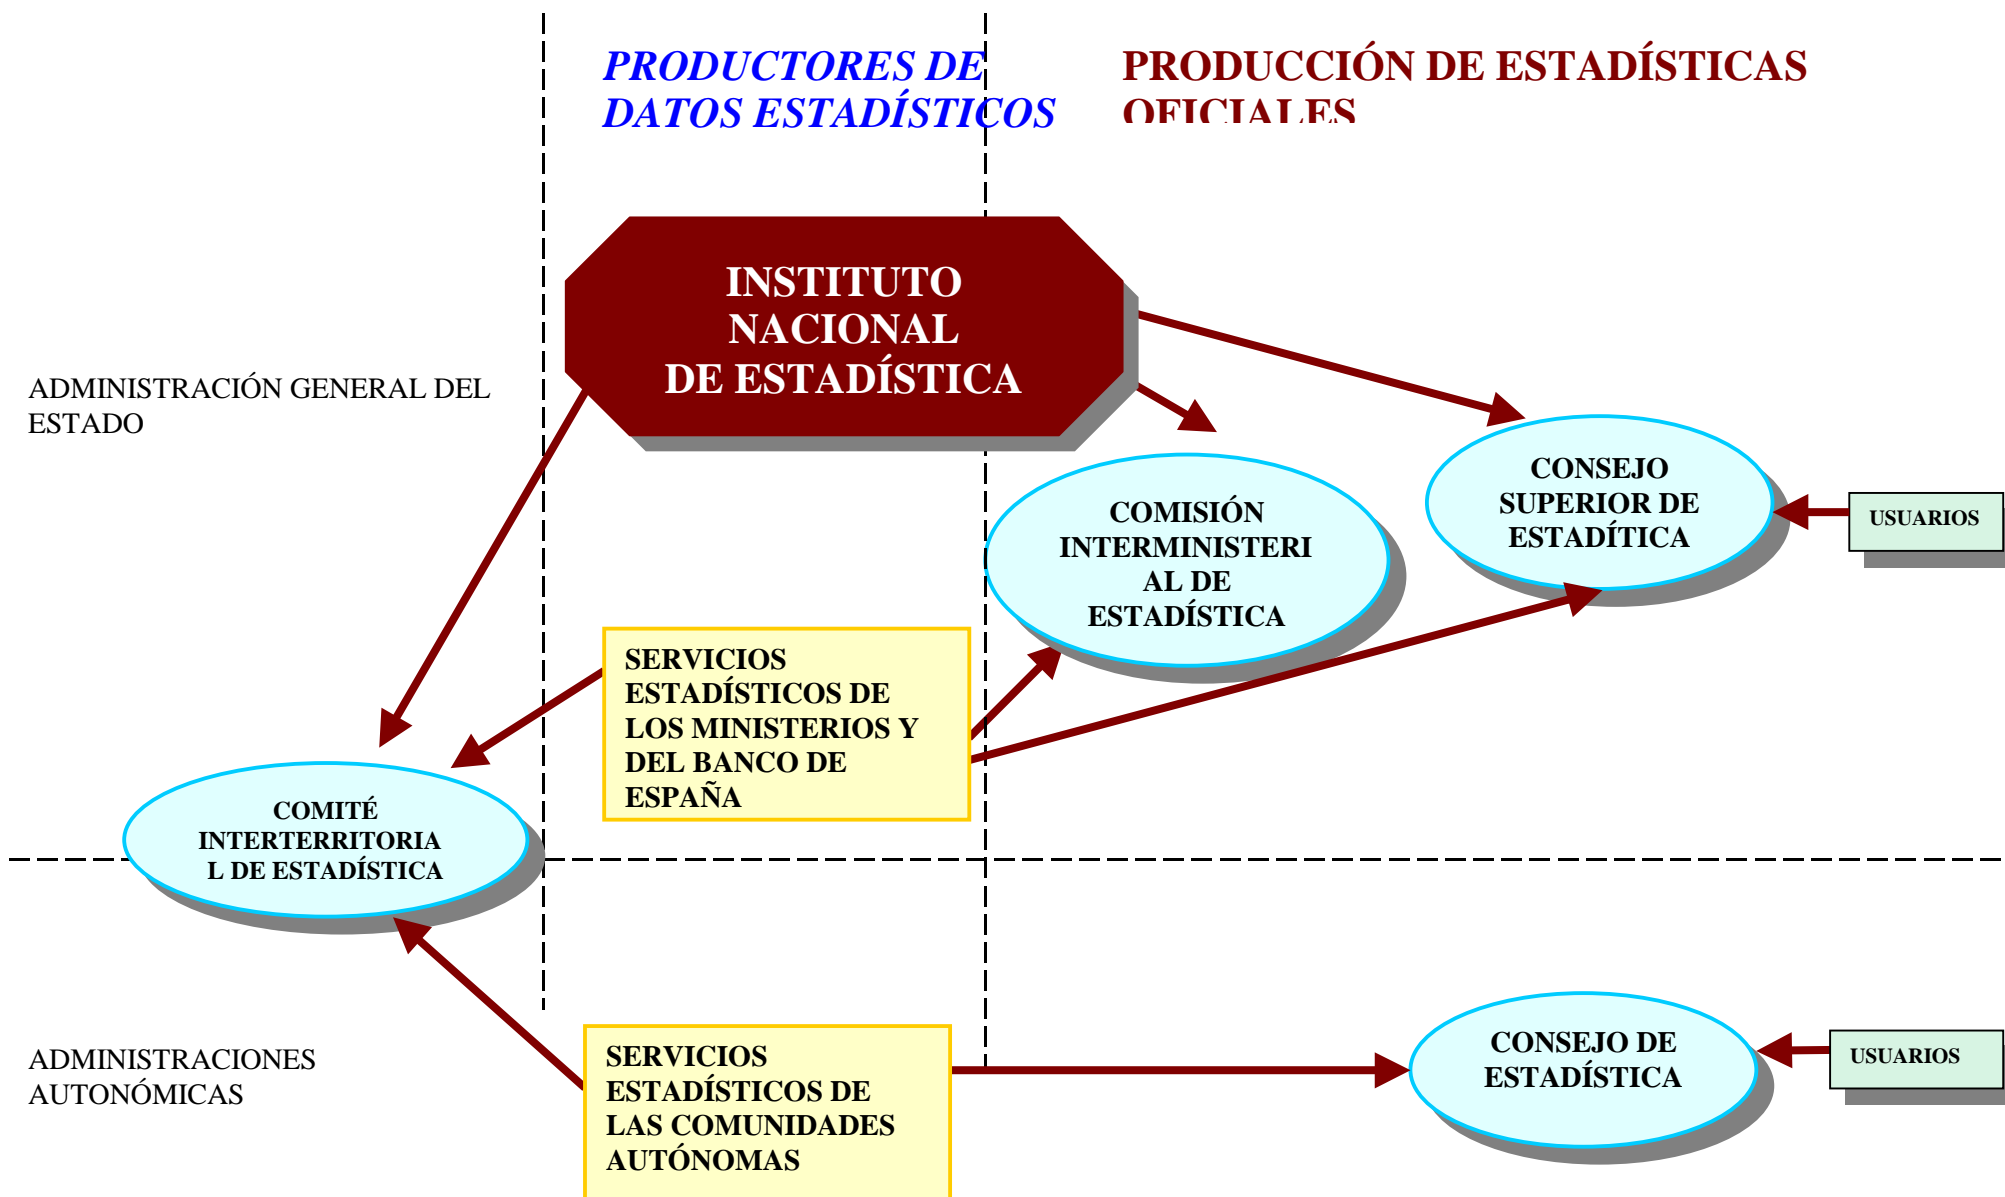 PRODUCTORES DE
DATOS ESTADÍSTICOS
PRODUCCIÓN DE ESTADÍSTICAS
OFICIALES
INSTITUTO
NACIONAL
DE ESTADÍSTICA
ADMINISTRACIÓN GENERAL DEL
ESTADO
CONSEJO
SUPERIOR DE
ESTADÍTICA
USUARIOS
COMISIÓN
INTERMINISTERI
AL DE
ESTADÍSTICA
SERVICIOS
ESTADÍSTICOS DE
LOS MINISTERIOS Y
DEL BANCO DE
ESPAÑA
COMITÉ
INTERTERRITORIA
L DE ESTADÍSTICA
ADMINISTRACIONES
AUTONÓMICAS
SERVICIOS
ESTADÍSTICOS DE
LAS COMUNIDADES
AUTÓNOMAS
CONSEJO DE
ESTADÍSTICA
USUARIOS